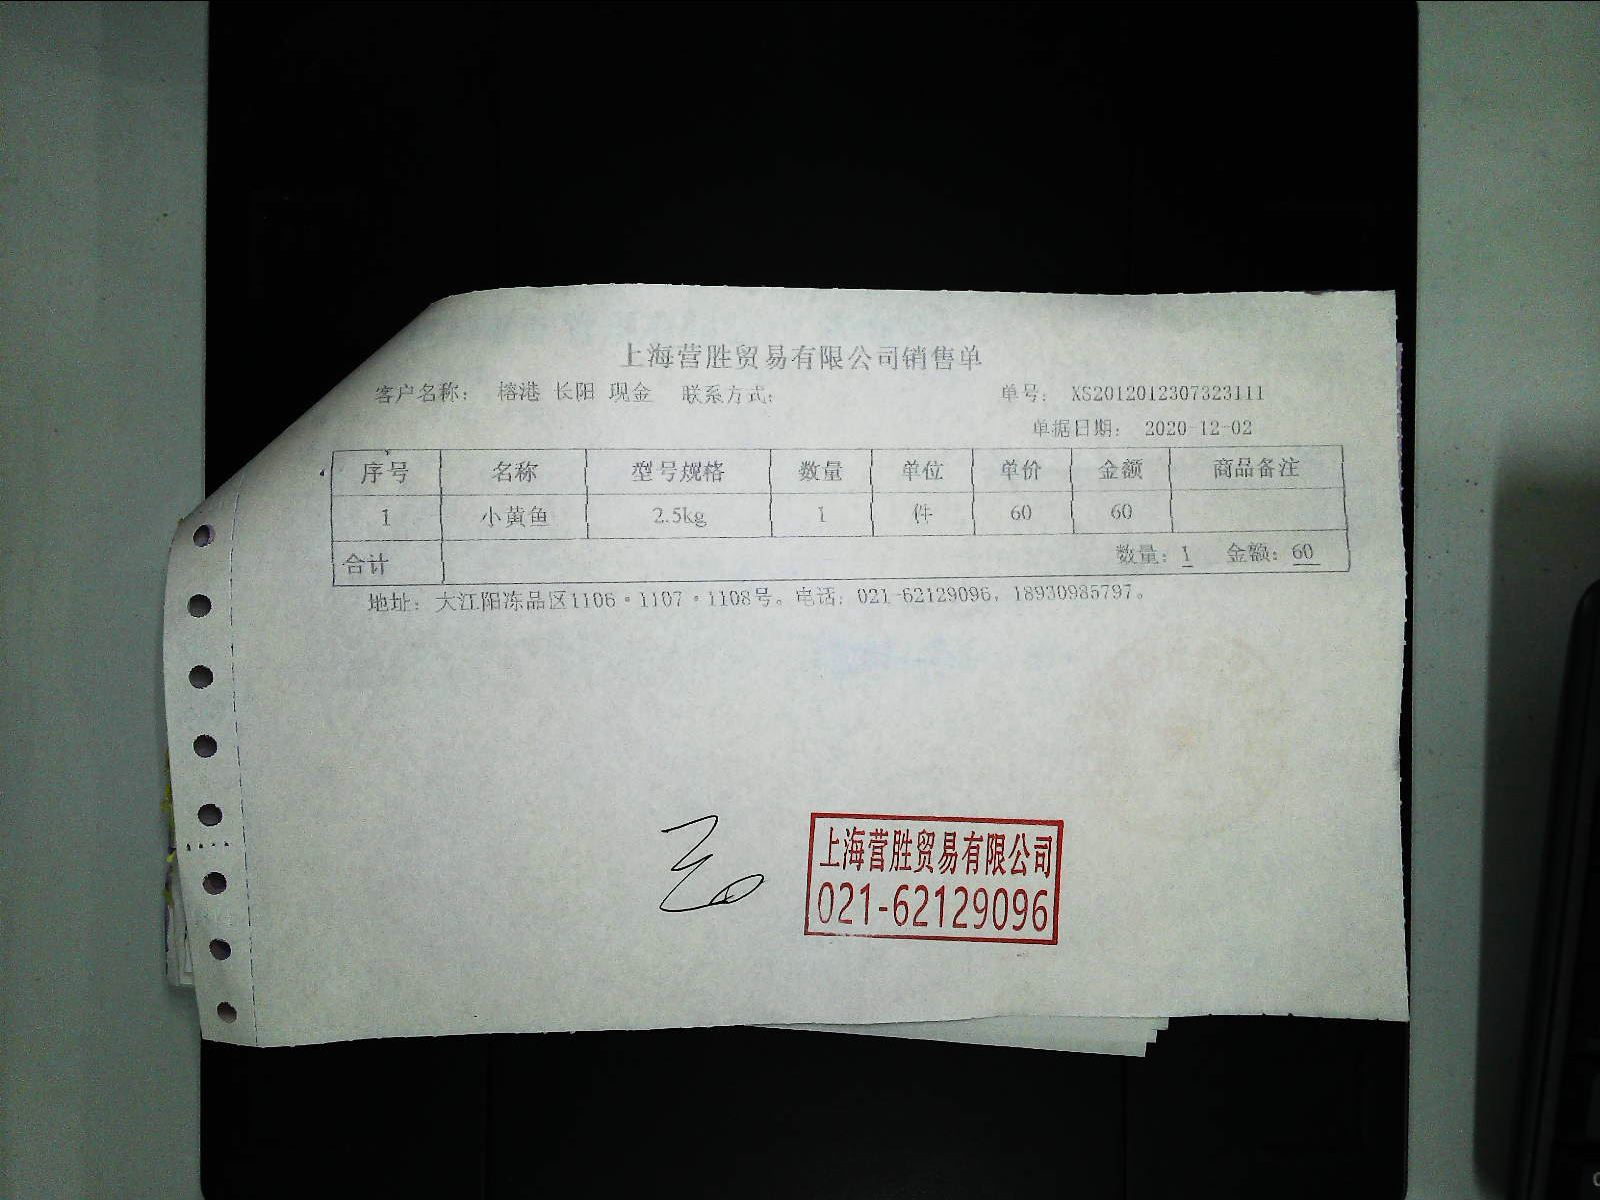 上海营胜贸易有限公司销售单
客户名称： 榕港 长阳 现金 联系方式： 单号： XS2012012307323111
单据日期： 2020-12-02
序号 名称 型号规格 数量 单位 单价 金额 商品备注
1 小黄鱼 2.5kg 1 件 60 60
合计 数量：1 金额：60
地址：大江阳冻品区1106·1107·1108号。电话：021-62129096，18930985797。
上海营胜贸易有限公司
021-62129096